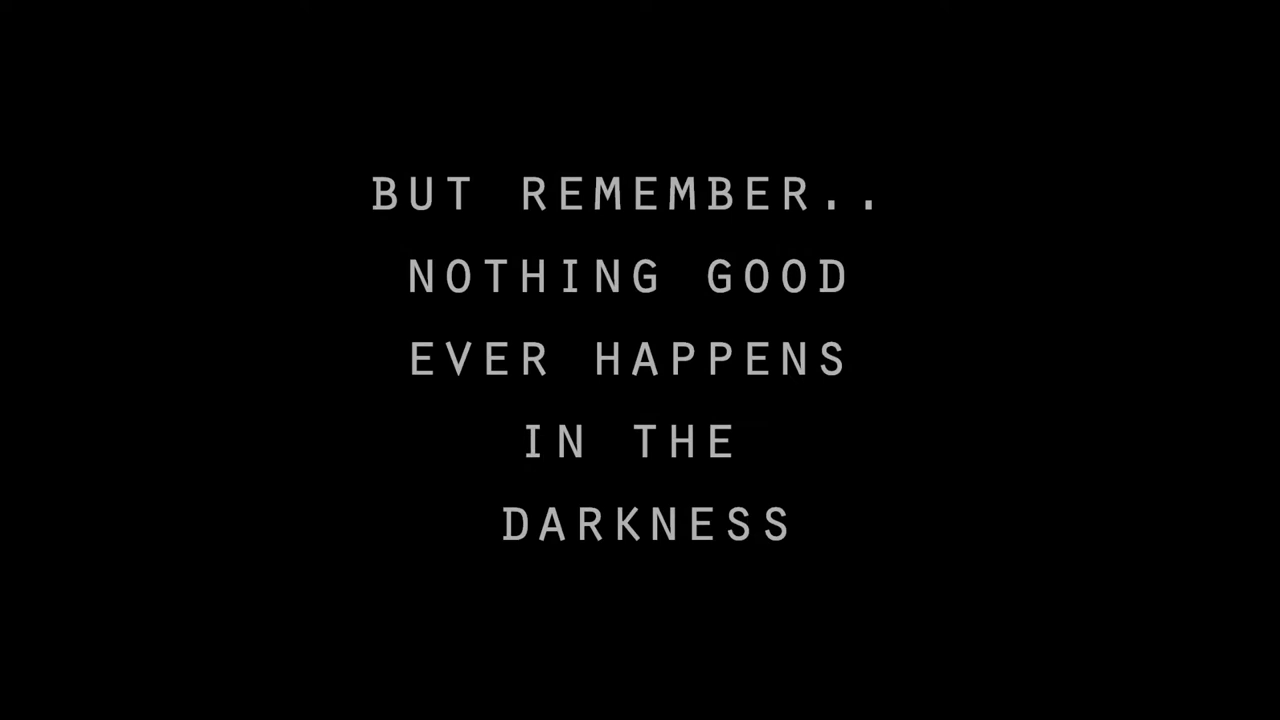 BUT REMEMBER..
NOTHING GOOD
EVER HAPPENS
IN THE
DARKNESS